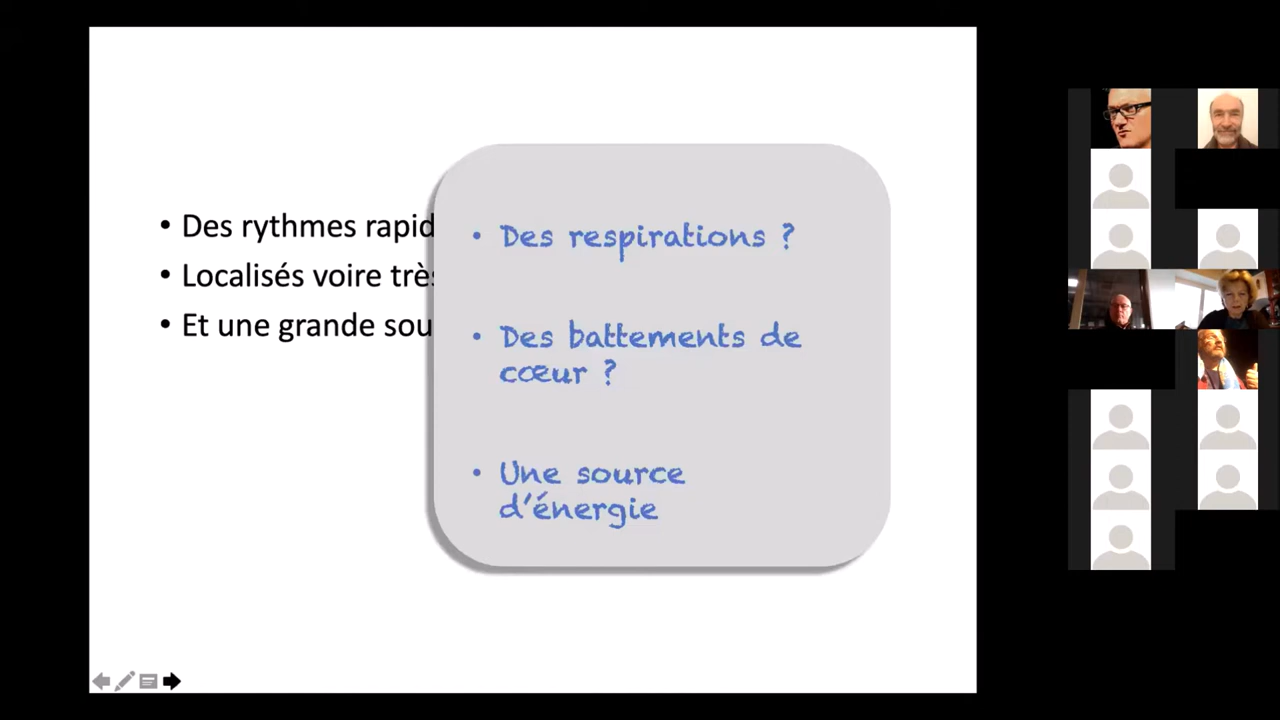 • Des rythmes rapid
• Localisés voire très
• Et une grande sou
• Des respirations ?
• Des battements de
cœur ?
• Une source
d'énergie